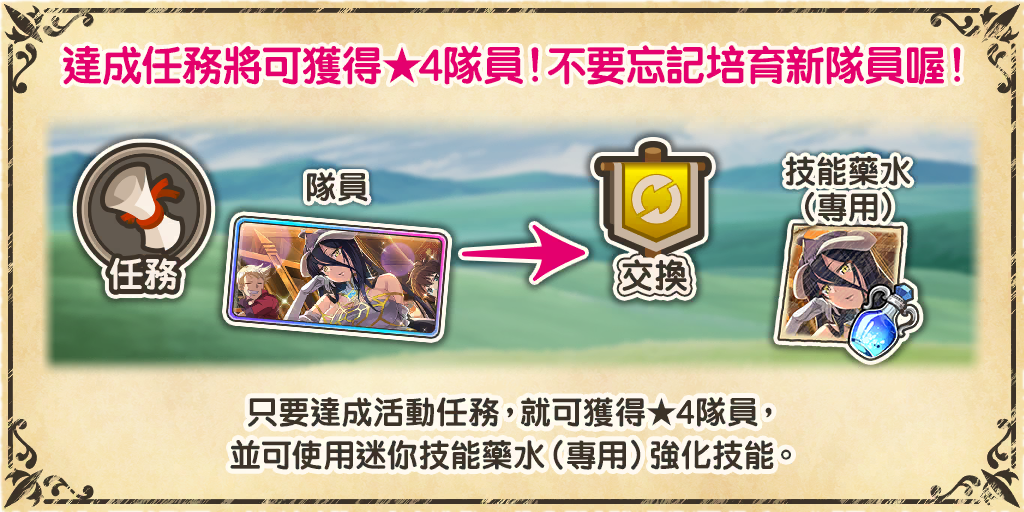 達成任務將可獲得★4隊員！不要忘記培育新隊員喔！
任務
隊員
交換
技能藥水
（專用）
只要達成活動任務，就可獲得★4隊員，
並可使用迷你技能藥水（專用）強化技能。